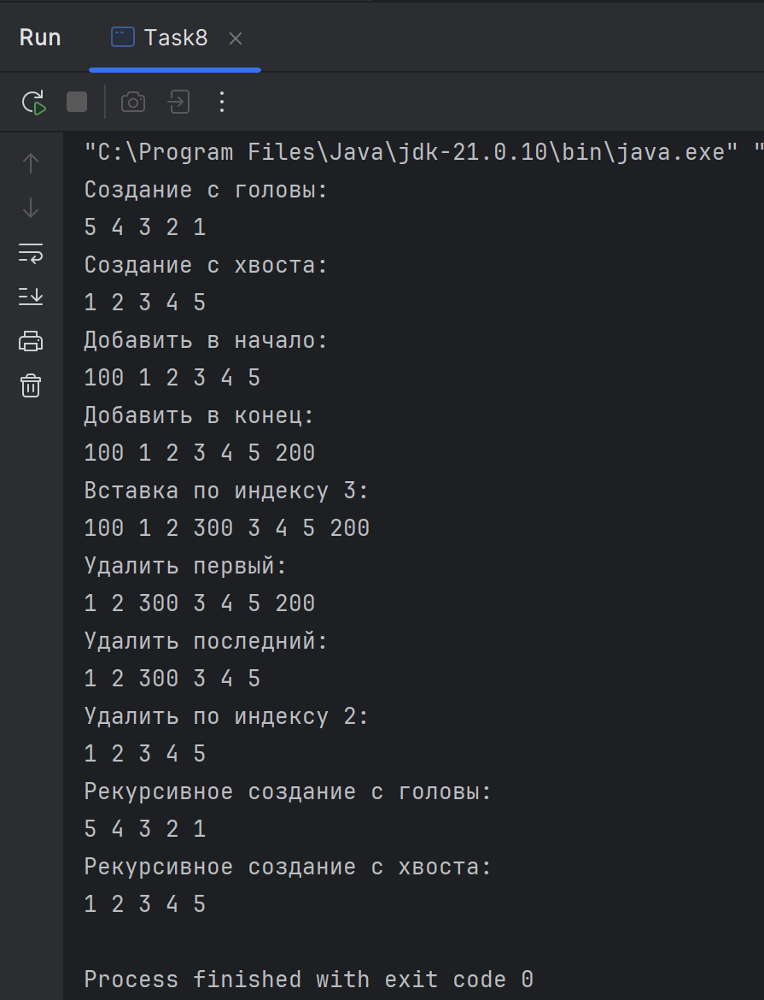 Run Task8
"C:\Program Files\Java\jdk-21.0.10\bin\java.exe" "
Создание с головы:
5 4 3 2 1
Создание с хвоста:
1 2 3 4 5
Добавить в начало:
100 1 2 3 4 5
Добавить в конец:
100 1 2 3 4 5 200
Вставка по индексу 3:
100 1 2 300 3 4 5 200
Удалить первый:
1 2 300 3 4 5 200
Удалить последний:
1 2 300 3 4 5
Удалить по индексу 2:
1 2 3 4 5
Рекурсивное создание с головы:
5 4 3 2 1
Рекурсивное создание с хвоста:
1 2 3 4 5
Process finished with exit code 0